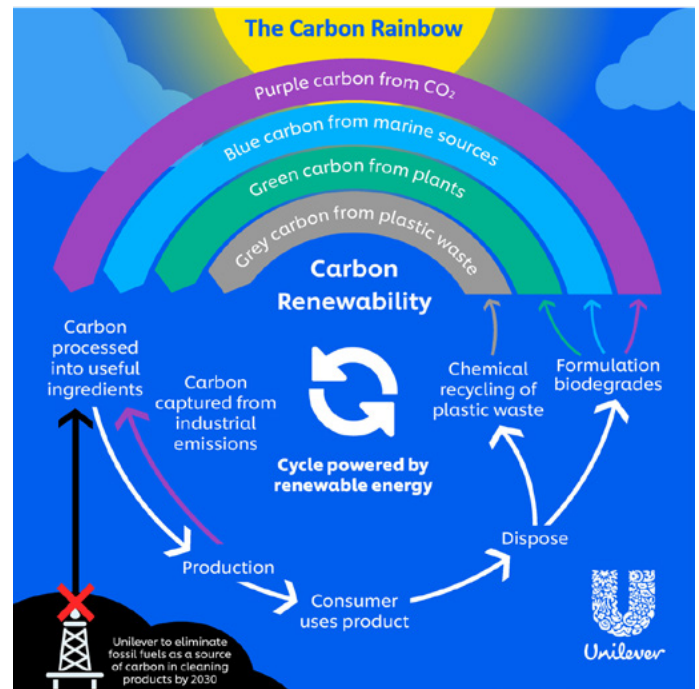 The Carbon Rainbow
Purple carbon from CO₂
Blue carbon from marine sources
Green carbon from plants
Grey carbon from plastic waste
Carbon
Renewability
Carbon
processed
into useful
ingredients
Carbon
captured from
industrial
emissions
Cycle powered by
renewable energy
Chemical
recycling of
plastic waste
Formulation
biodegrades
Production
Consumer
uses product
Dispose
Unilever to eliminate
fossil fuels as a source
of carbon in cleaning
products by 2030
Unilever